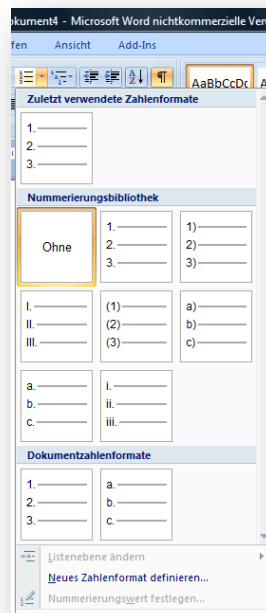 okument4 - Microsoft Word nichtkommerzielle Ver
fen Ansicht Add-Ins
AaBbCcDc A
Zuletzt verwendete Zahlenformate
1.
2.
3.
Nummerierungsbibliothek
Ohne
1.
2.
3.
1)
2)
3)
I.
II.
III.
(1)
(2)
(3)
a)
b)
c)
a.
b.
c.
i.
ii.
iii.
Dokumentzahlenformate
1.
2.
3.
a.
b.
c.
Listenebene ändern
Neues Zahlenformat definieren...
Nummerierungswert festlegen...